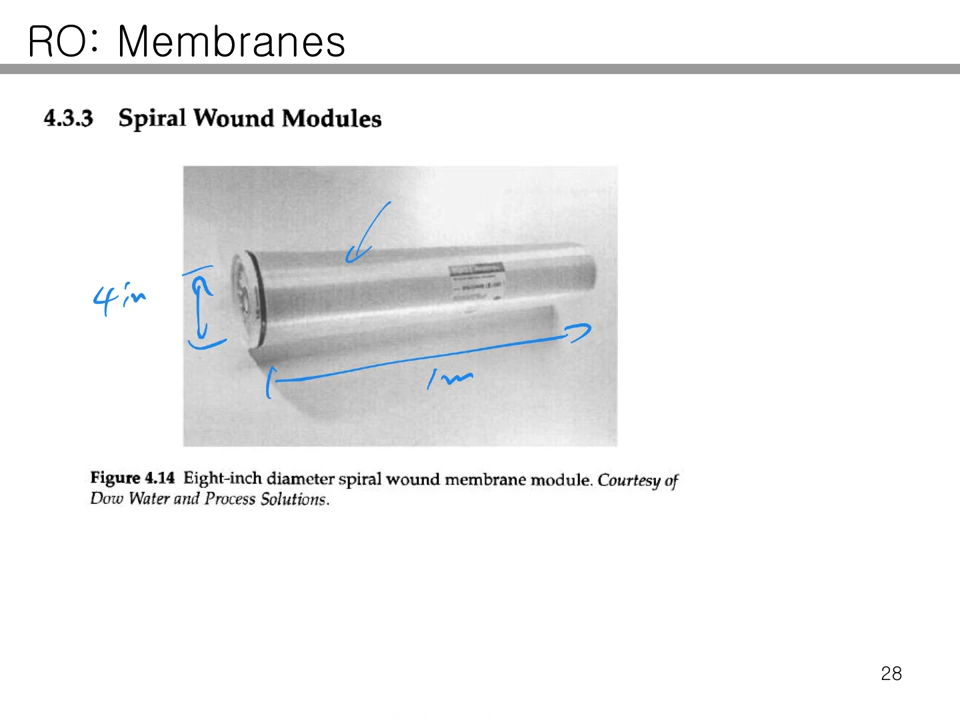 RO: Membranes
4.3.3 Spiral Wound Modules
4in
1m
Figure 4.14 Eight-inch diameter spiral wound membrane module. Courtesy of
Dow Water and Process Solutions.
28